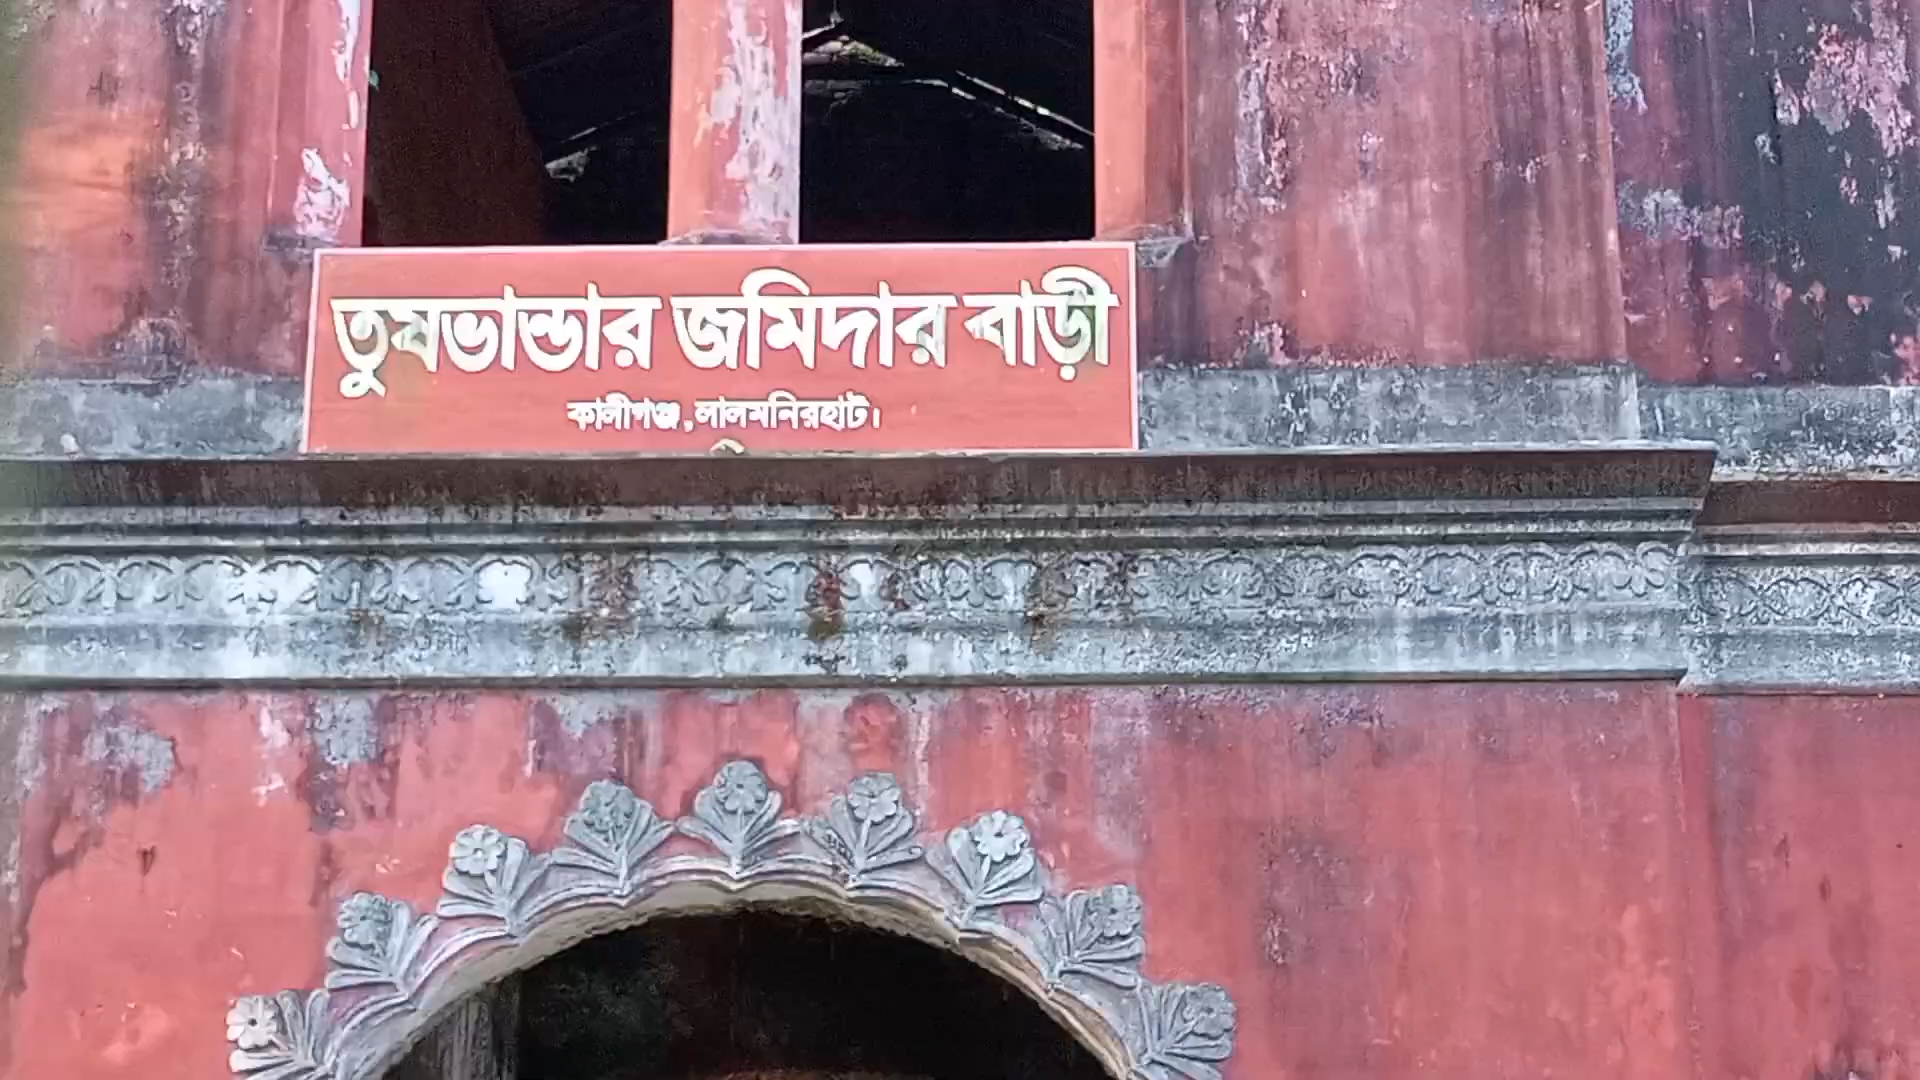 তুষভান্ডার জমিদার বাড়ী
কালীগঞ্জ,লালমনিরহাট।